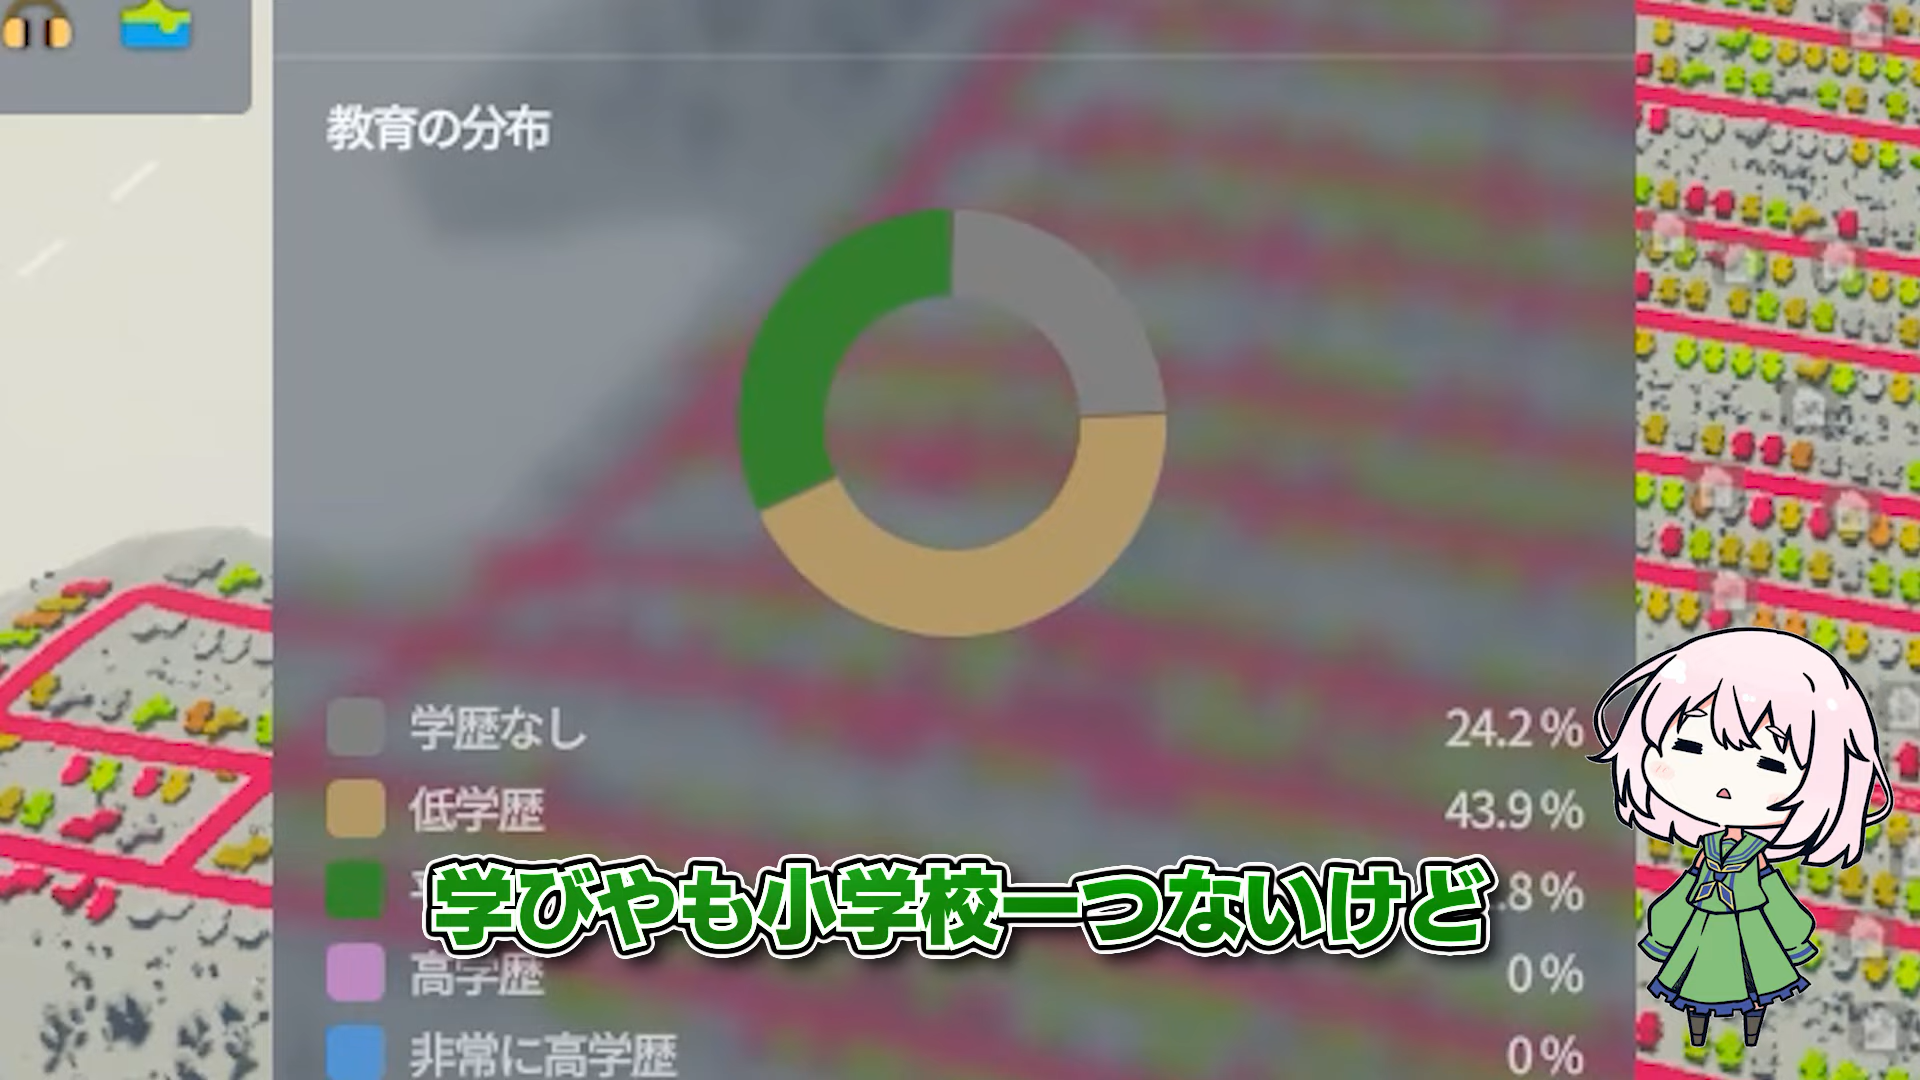 教育の分布
学歴なし 24.2%
低学歴 43.9%
.8%
学びやも小学校一つないけど
高学歴 0%
非常に高学歴 0%